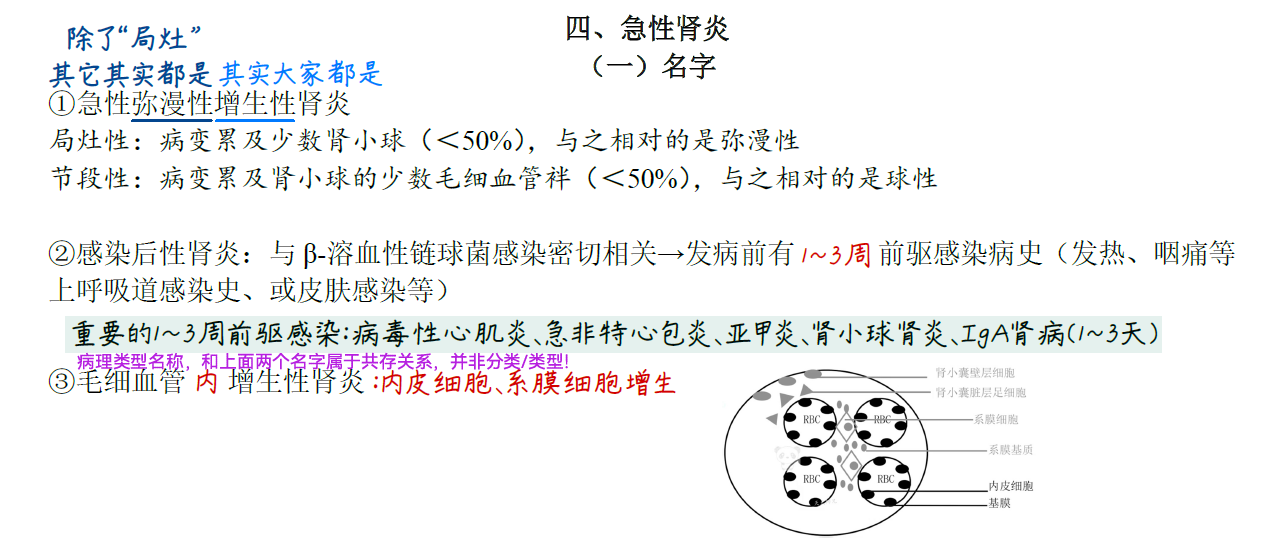 四、急性肾炎
（一）名字
除了“局灶”
其它其实都是 其实大家都是
①急性弥漫性增生性肾炎
局灶性：病变累及少数肾小球（＜50%），与之相对的是弥漫性
节段性：病变累及肾小球的少数毛细血管袢（＜50%），与之相对的是球性
②感染后性肾炎：与 β-溶血性链球菌感染密切相关→发病前有 1~3周 前驱感染病史（发热、咽痛等
上呼吸道感染史、或皮肤感染等）
重要的1~3周前驱感染:病毒性心肌炎、急非特心包炎、亚甲炎、肾小球肾炎、IgA肾病(1~3天)
病理类型名称，和上面两个名字属于共存关系，并非分类/类型!
③毛细血管 内 增生性肾炎:内皮细胞、系膜细胞增生
肾小囊壁层细胞
肾小囊脏层足细胞
RBC
RBC
系膜细胞
系膜基质
RBC
RBC
内皮细胞
基膜